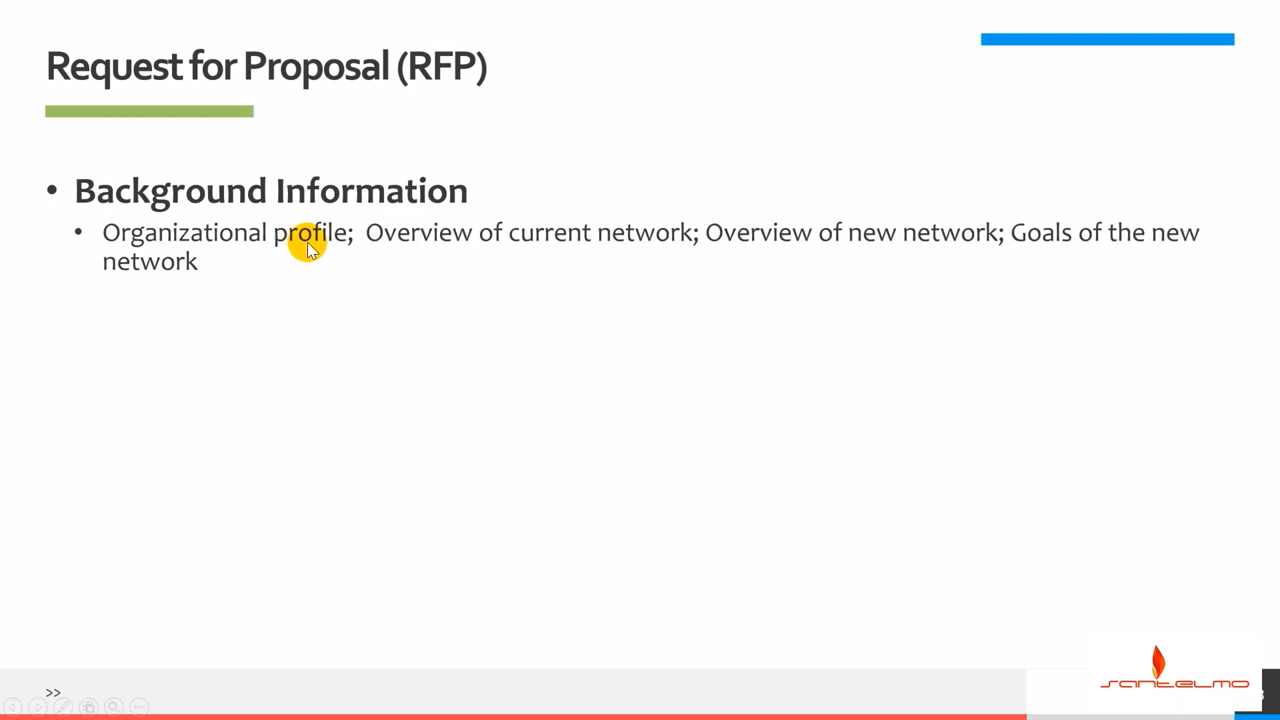 Request for Proposal (RFP)
• Background Information
• Organizational profile; Overview of current network; Overview of new network; Goals of the new
network
>>
santelmo